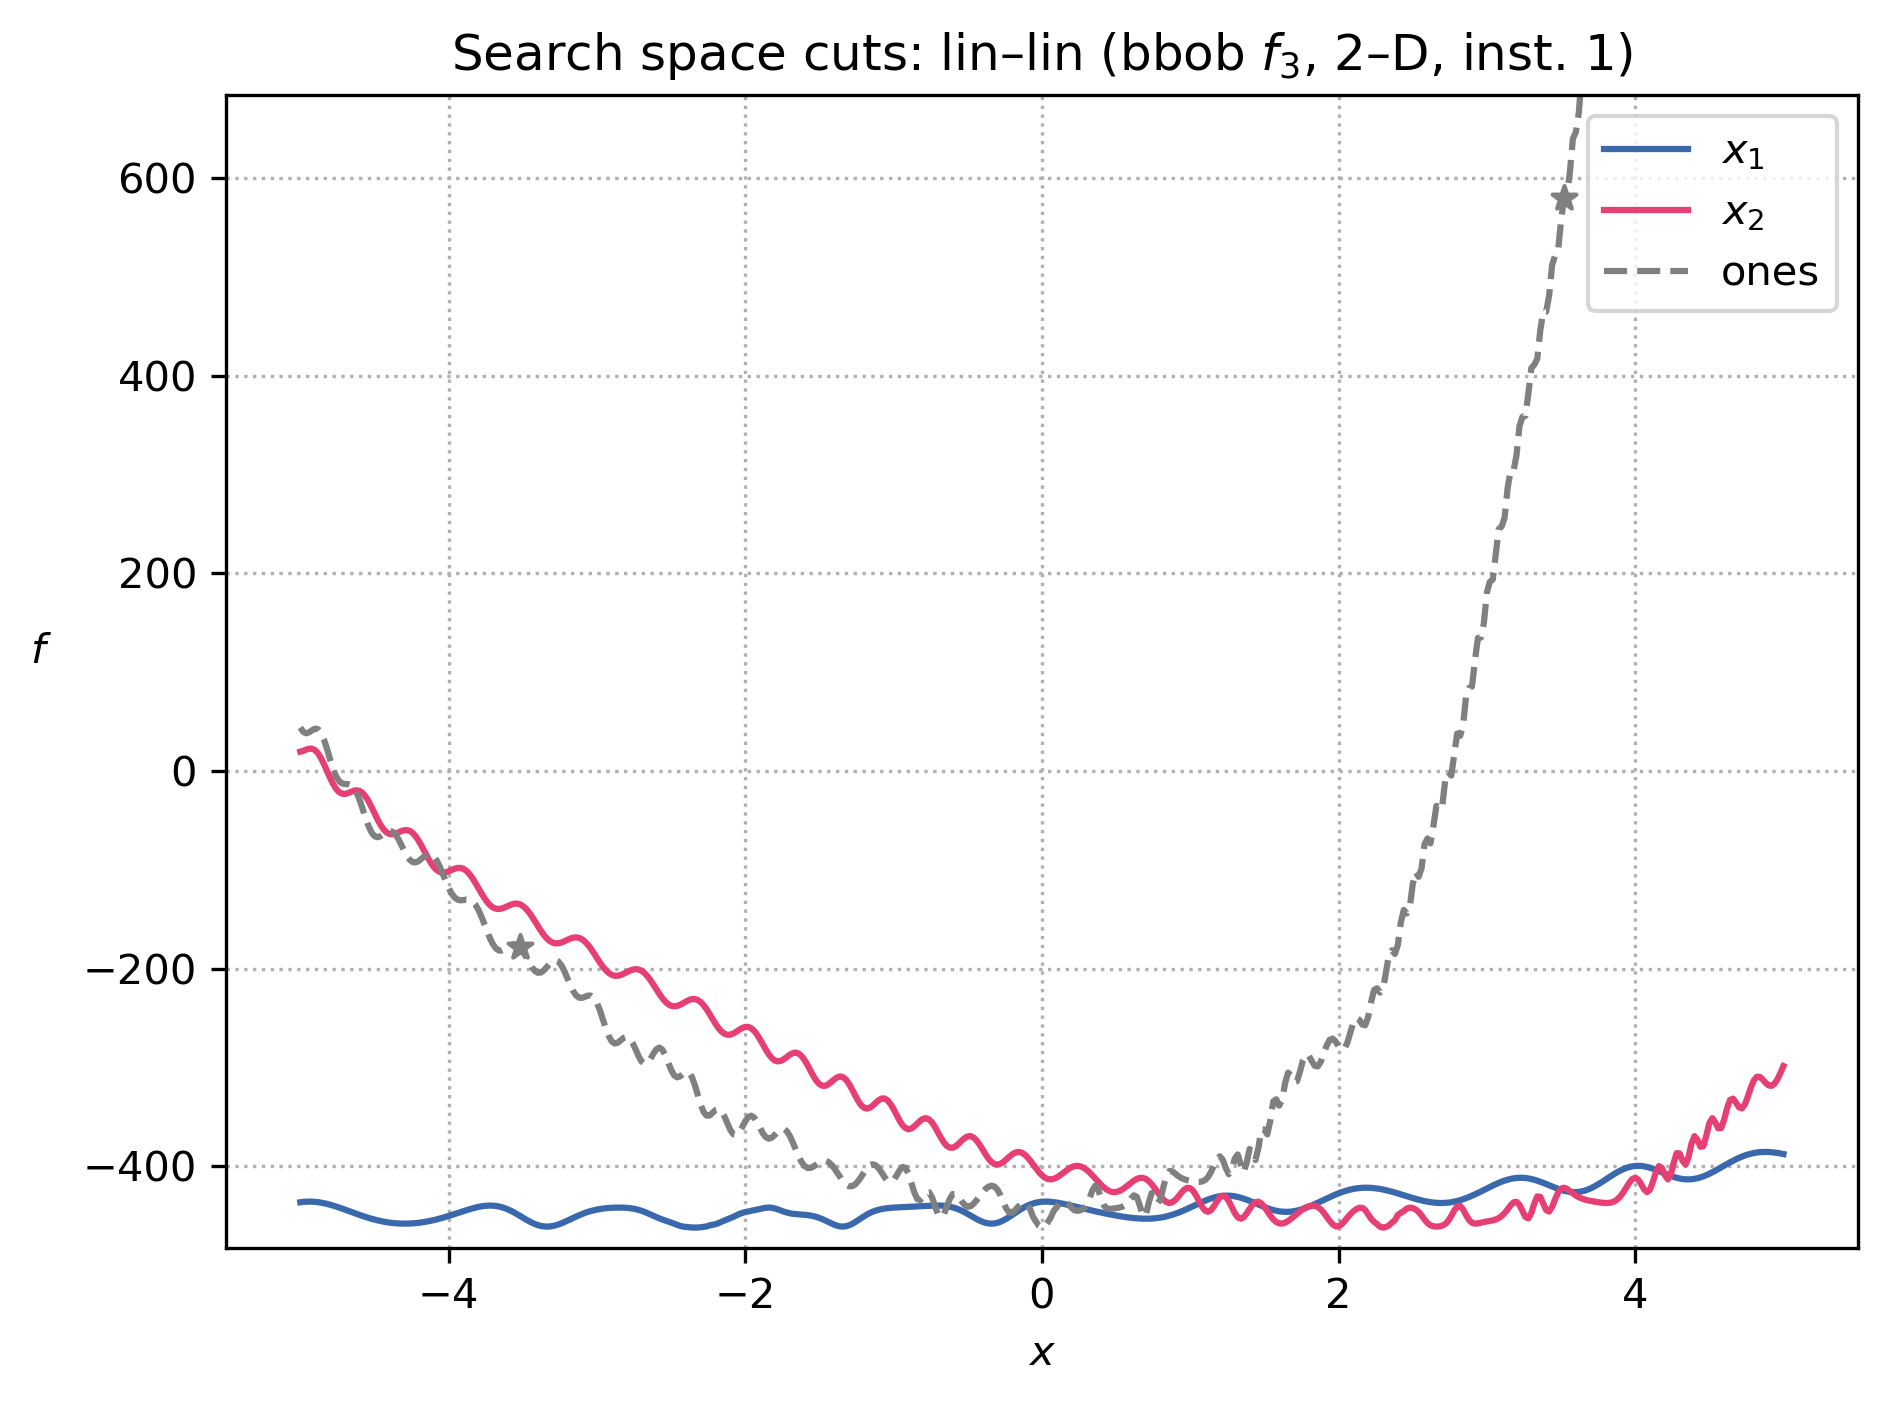 Search space cuts: lin–lin (bbob f₃, 2–D, inst. 1)
x₁
x₂
ones
600
400
200
0
−200
−400
f
−4
−2
0
2
4
x